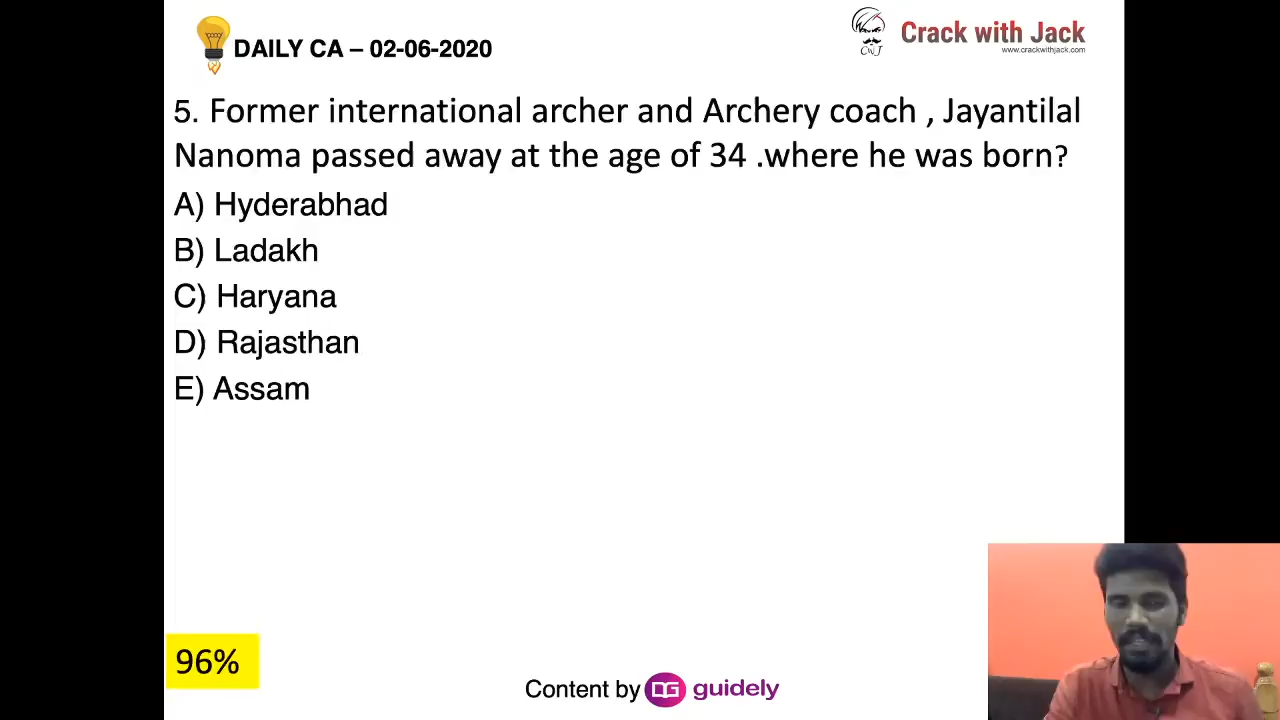 DAILY CA – 02-06-2020
Crack with Jack
www.crackwithjack.com
CwJ
5. Former international archer and Archery coach , Jayantilal
Nanoma passed away at the age of 34 .where he was born?
A) Hyderabhad
B) Ladakh
C) Haryana
D) Rajasthan
E) Assam
96%
Content by DG guidely